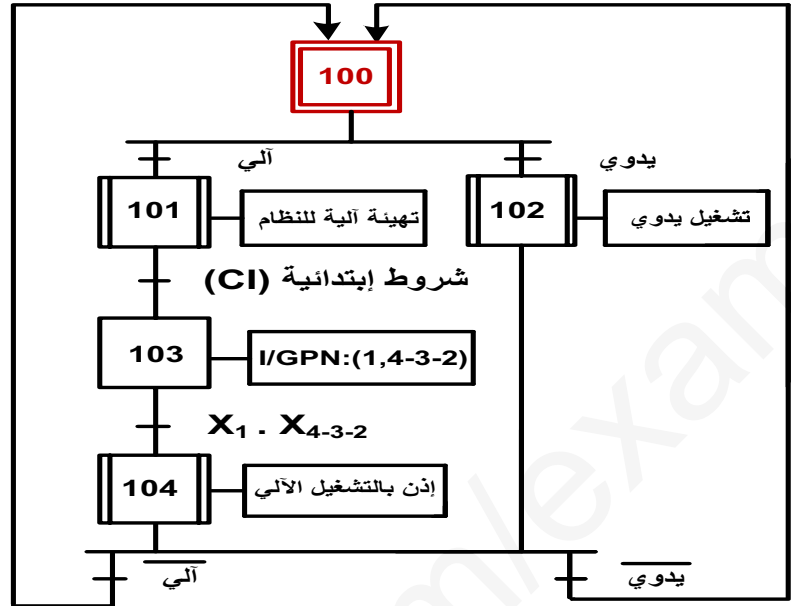 100
آلي
يدوي
101
تهيئة آلية للنظام
102
تشغيل يدوي
شروط إبتدائية (CI)
103
I/GPN:(1,4-3-2)
X₁ . X₄₋₃₋₂
104
إذن بالتشغيل الآلي
آلي
يدوي
m/exam